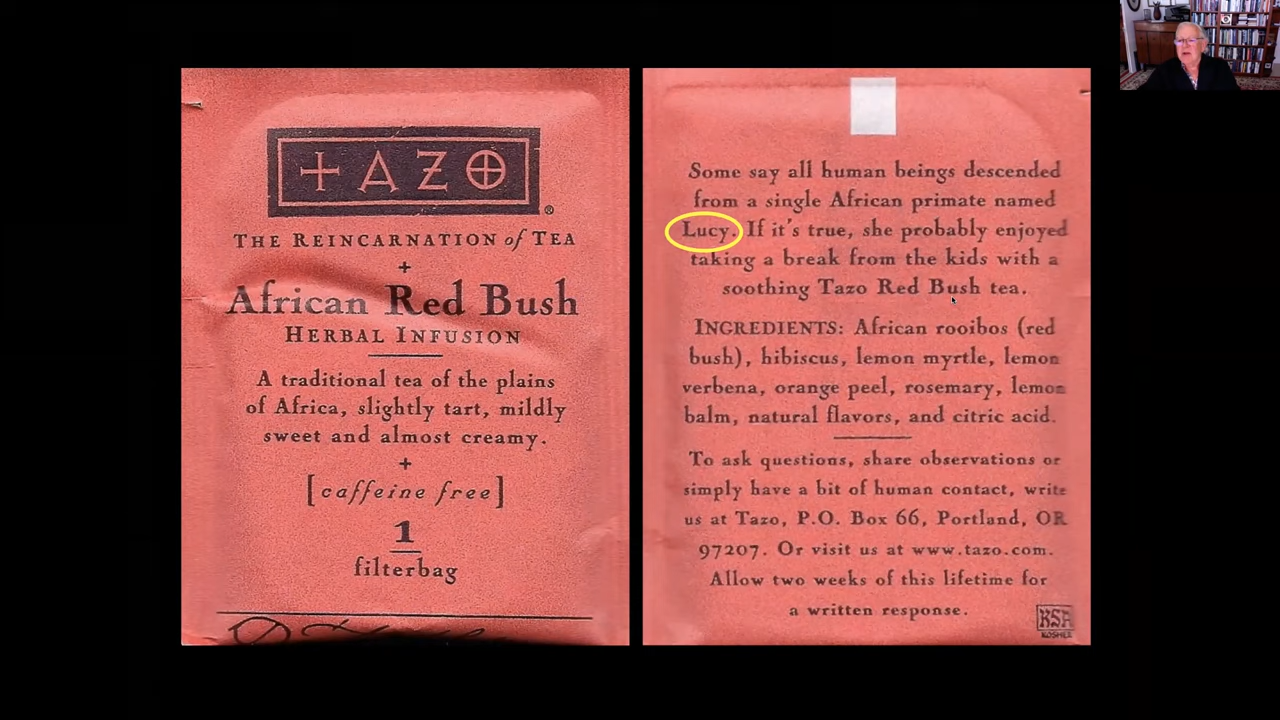 TAZO
®
THE REINCARNATION of TEA
+
African Red Bush
HERBAL INFUSION
A traditional tea of the plains
of Africa, slightly tart, mildly
sweet and almost creamy.
+
[caffeine free]
1
filterbag
Some say all human beings descended
from a single African primate named
Lucy. If it's true, she probably enjoyed
taking a break from the kids with a
soothing Tazo Red Bush tea.
INGREDIENTS: African rooibos (red
bush), hibiscus, lemon myrtle, lemon
verbena, orange peel, rosemary, lemon
balm, natural flavors, and citric acid.
To ask questions, share observations or
simply have a bit of human contact, write
us at Tazo, P.O. Box 66, Portland, OR
97207. Or visit us at www.tazo.com.
Allow two weeks of this lifetime for
a written response.
KSA
KOSHER